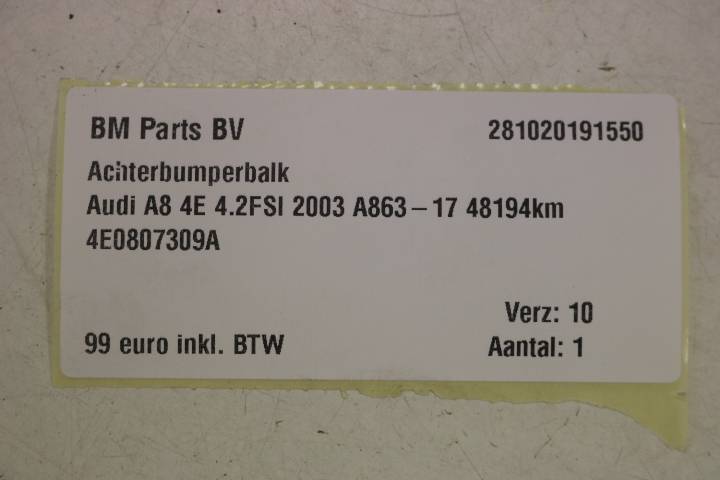 BM Parts BV 281020191550
Achterbumperbalk
Audi A8 4E 4.2FSI 2003 A863-17 48194km
4E0807309A
Verz: 10
99 euro inkl. BTW Aantal: 1